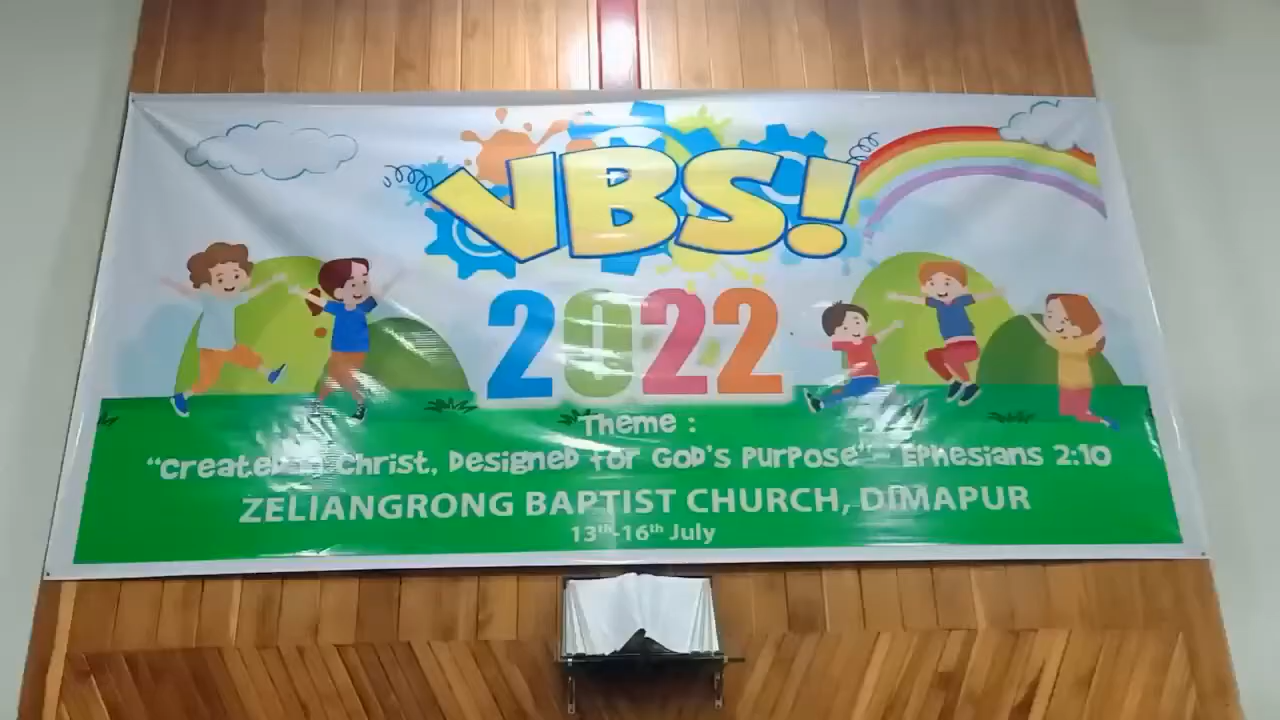 VBS!
2022
Theme :
"Created in Christ, Designed for God's Purpose" - Ephesians 2:10
ZELIANGRONG BAPTIST CHURCH, DIMAPUR
13th-16th July